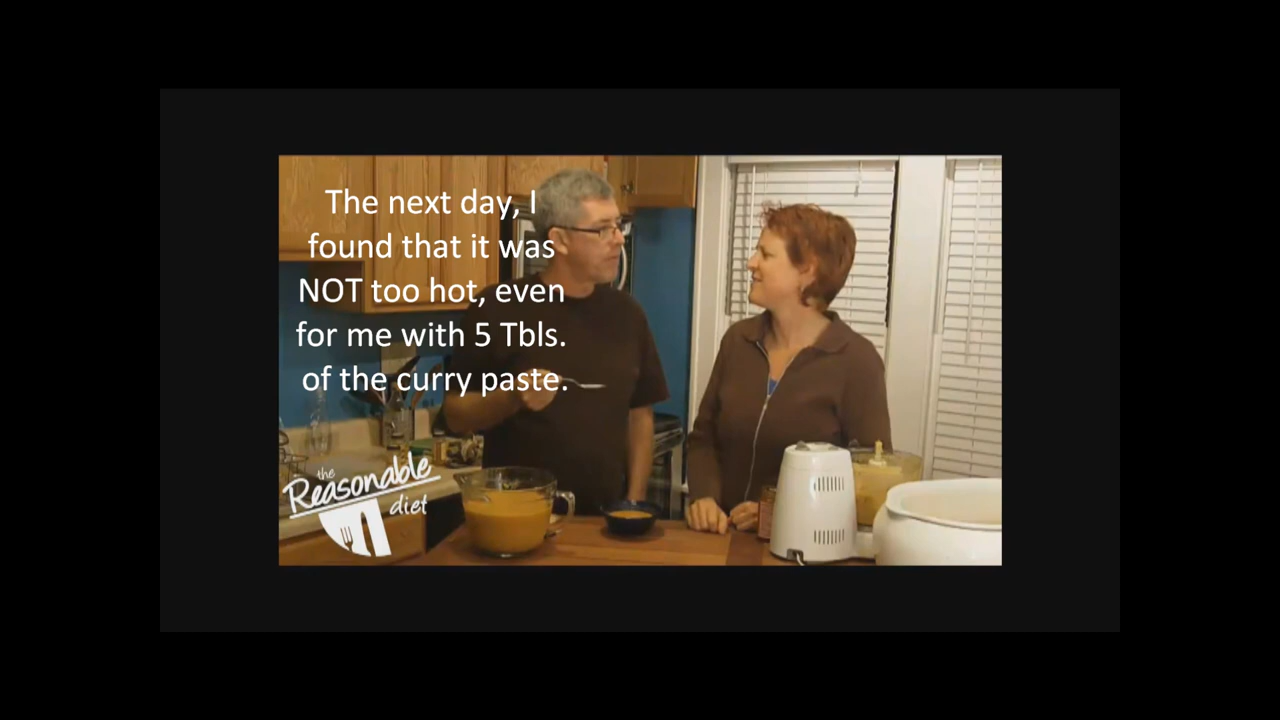 The next day, I
found that it was
NOT too hot, even
for me with 5 Tbls.
of the curry paste.
the
Reasonable
diet